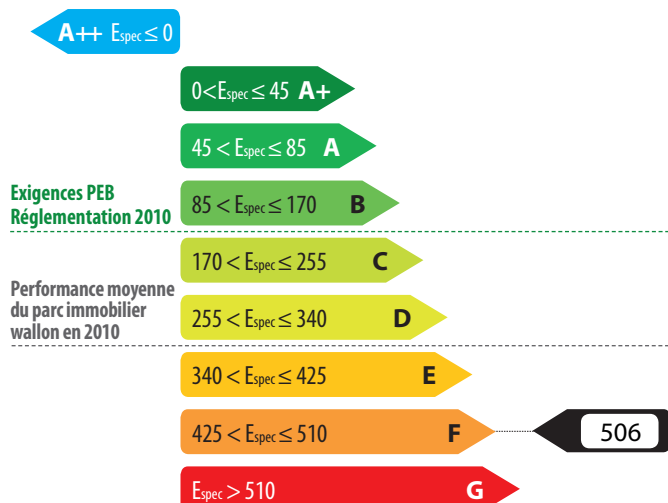 A++ Espec ≤ 0
0<Espec ≤ 45 A+
45 < Espec ≤ 85 A
Exigences PEB
Réglementation 2010
85 < Espec ≤ 170 B
170 < Espec ≤ 255 C
Performance moyenne
du parc immobilier
wallon en 2010
255 < Espec ≤ 340 D
340 < Espec ≤ 425 E
425 < Espec ≤ 510 F
506
Espec > 510 G